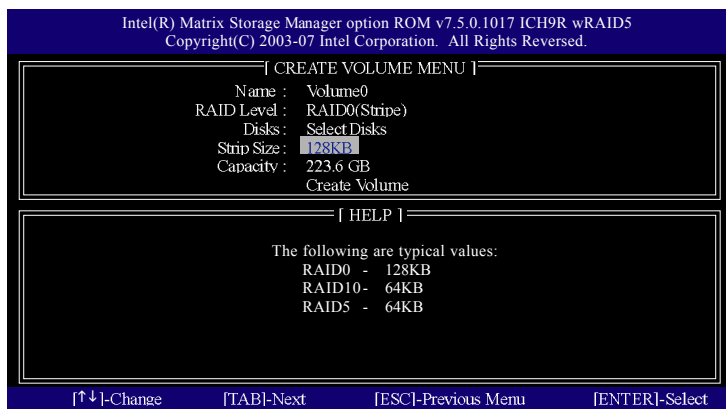 Intel(R) Matrix Storage Manager option ROM v7.5.0.1017 ICH9R wRAID5
Copyright(C) 2003-07 Intel Corporation. All Rights Reversed.
[ CREATE VOLUME MENU ]
Name : Volume0
RAID Level : RAID0(Stripe)
Disks : Select Disks
Strip Size : 128KB
Capacity : 223.6 GB
Create Volume
[ HELP ]
The following are typical values:
RAID0 - 128KB
RAID10- 64KB
RAID5 - 64KB
[↑↓]-Change [TAB]-Next [ESC]-Previous Menu [ENTER]-Select